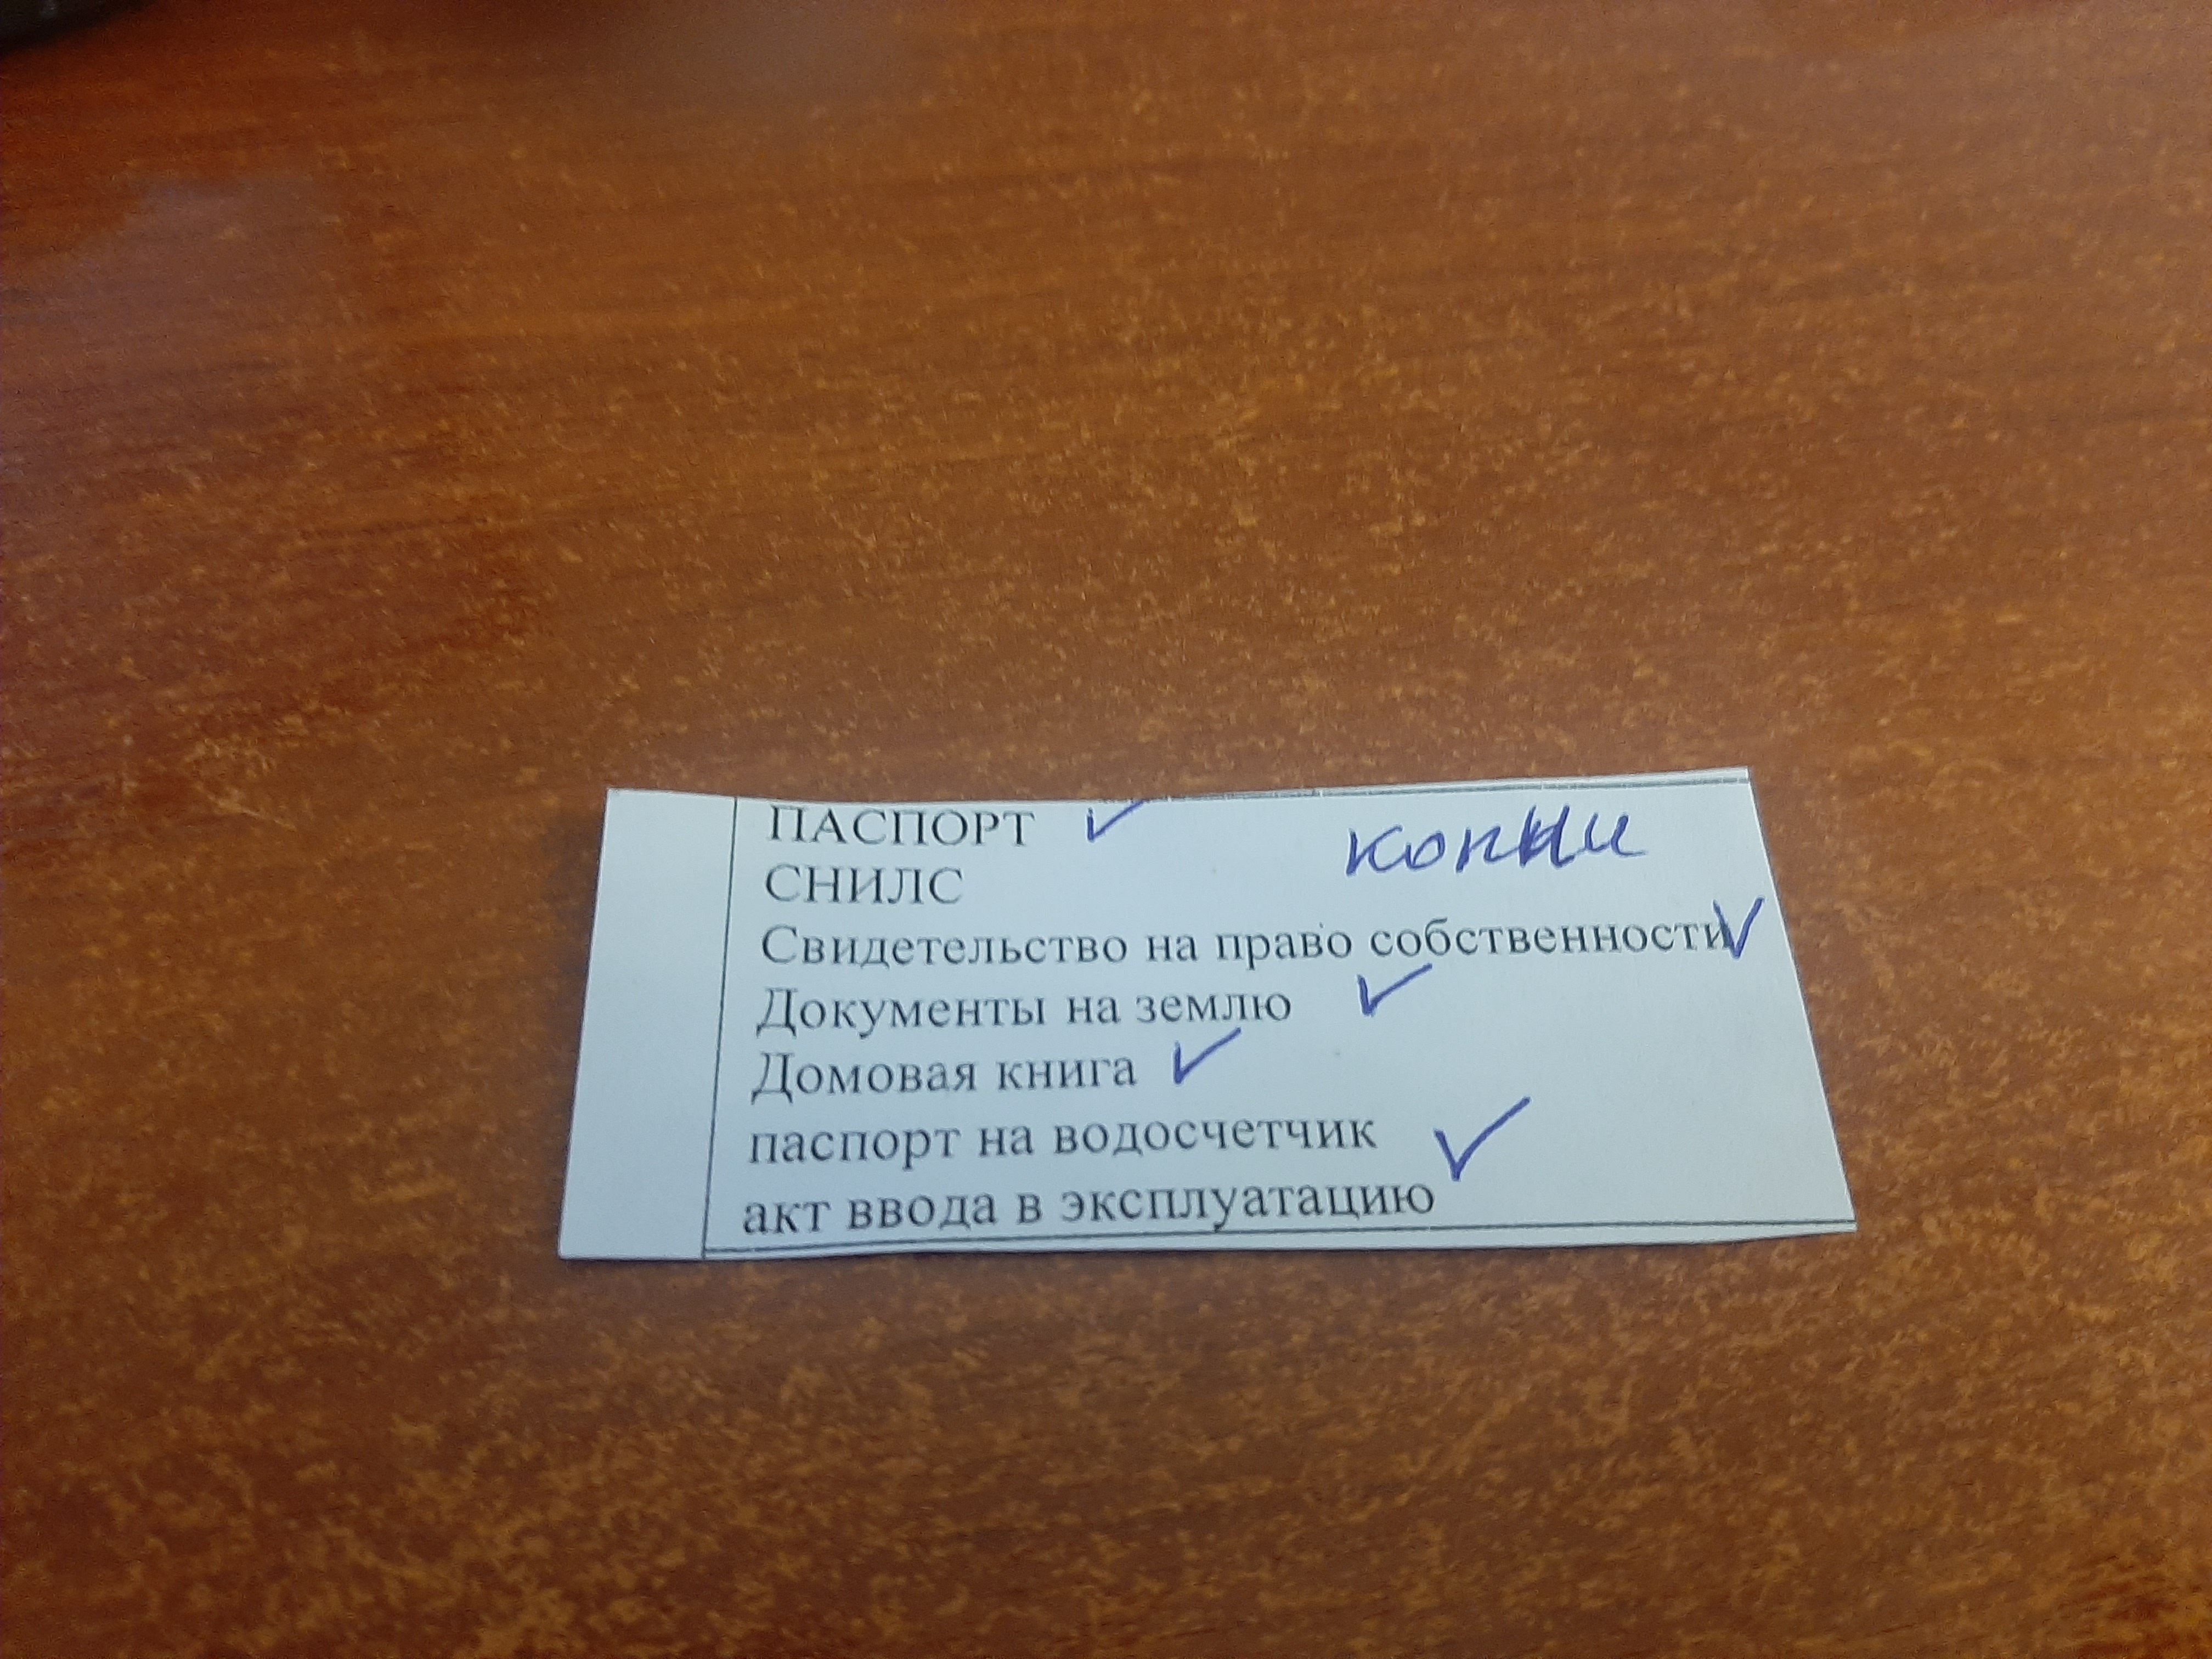 ПАСПОРТ ✓ копии
СНИЛС
Свидетельство на право собственности ✓
Документы на землю ✓
Домовая книга ✓
паспорт на водосчетчик ✓
акт ввода в эксплуатацию